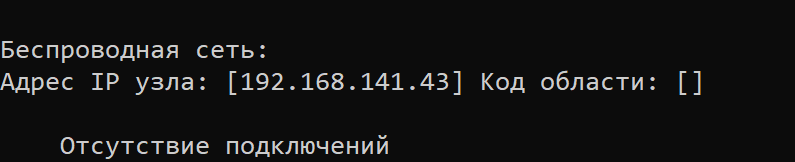 Беспроводная сеть:
Адрес IP узла: [192.168.141.43] Код области: []
Отсутствие подключений